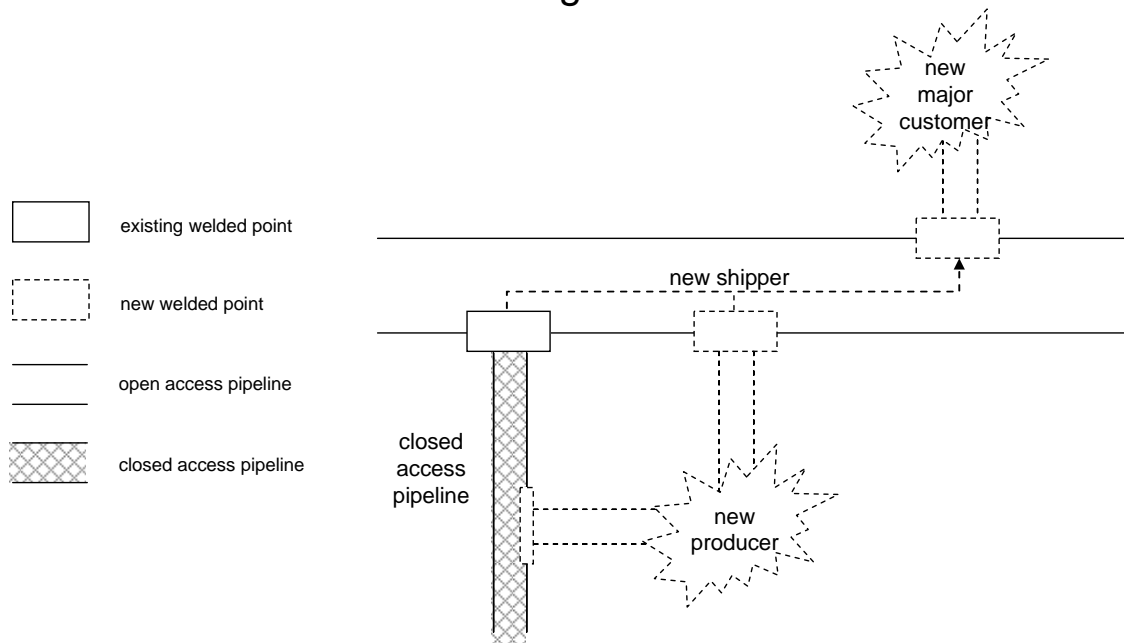 new
major
customer
existing welded point
new welded point
new shipper
open access pipeline
closed access pipeline
closed
access
pipeline
new
producer